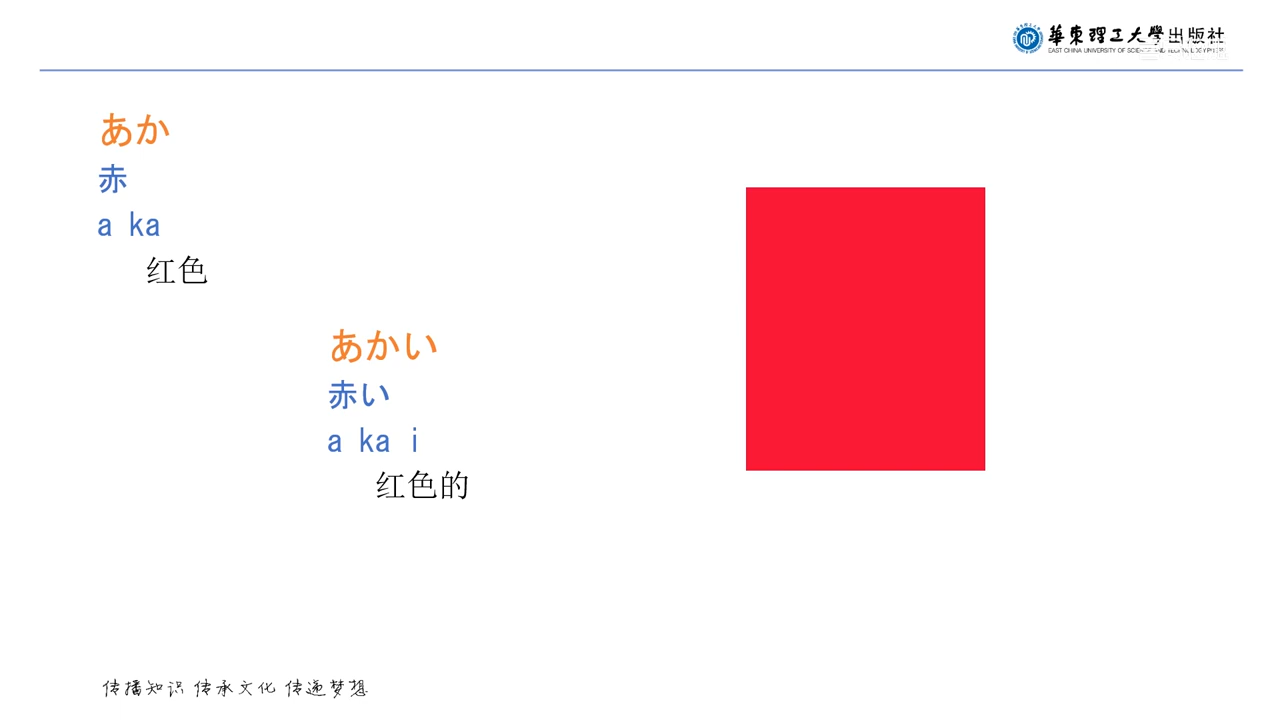 華東理工大學出版社
あか
赤
a ka
红色
あかい
赤い
a ka i
红色的
传播知识 传承文化 传递梦想